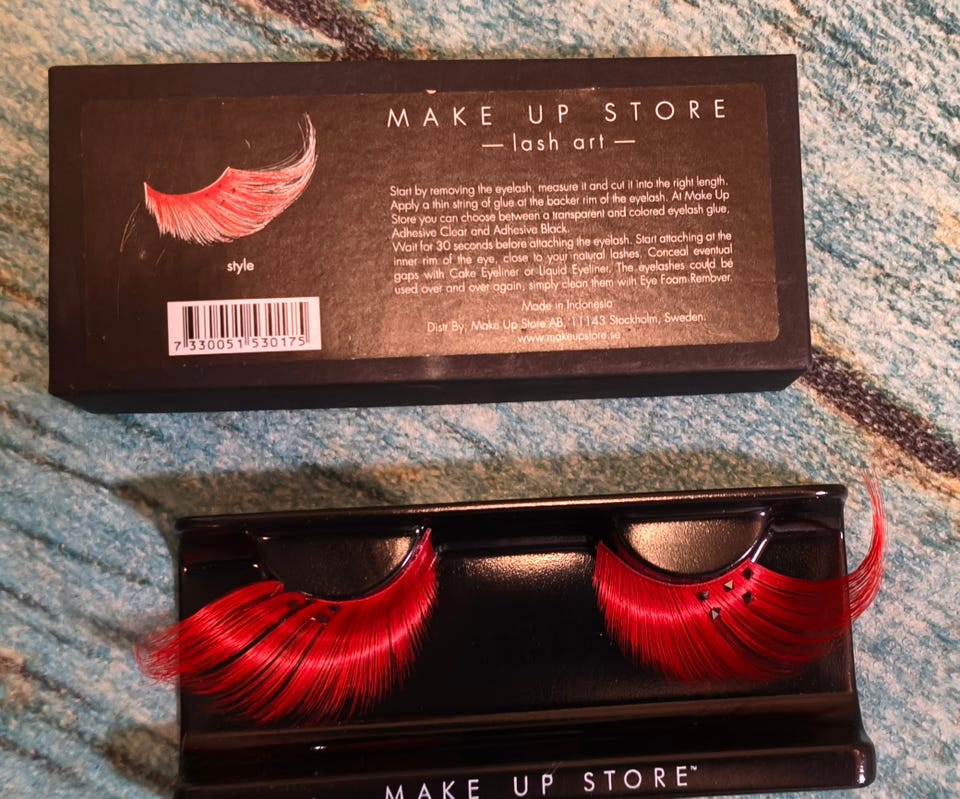 MAKE UP STORE
— lash art —
Start by removing the eyelash, measure it and cut it into the right length.
Apply a thin string of glue at the backer rim of the eyelash. At Make Up
Store you can choose between a transparent and colored eyelash glue,
Adhesive Clear and Adhesive Black.
Wait for 30 seconds before attaching the eyelash. Start attaching at the
inner rim of the eye, close to your natural lashes. Conceal eventual
gaps with Cake Eyeliner or Liquid Eyeliner. The eyelashes could be
used over and over again, simply clean them with Eye Foam Remover.
Made in Indonesia
Distr By, Make Up Store AB, 11143 Stockholm, Sweden.
www.makeupstore.se
style
7 330051 530175
MAKE UP STORE™